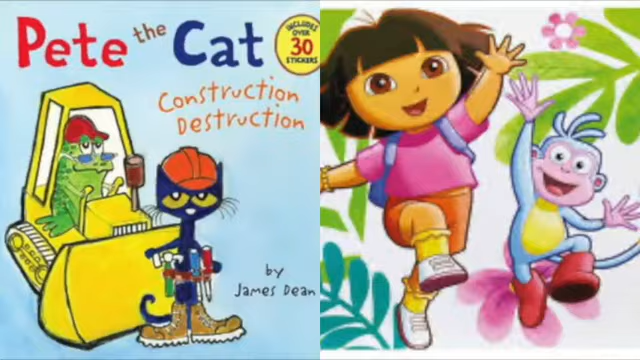 Pete the Cat
INCLUDES
OVER
30
STICKERS
Construction
Destruction
by
James Dean